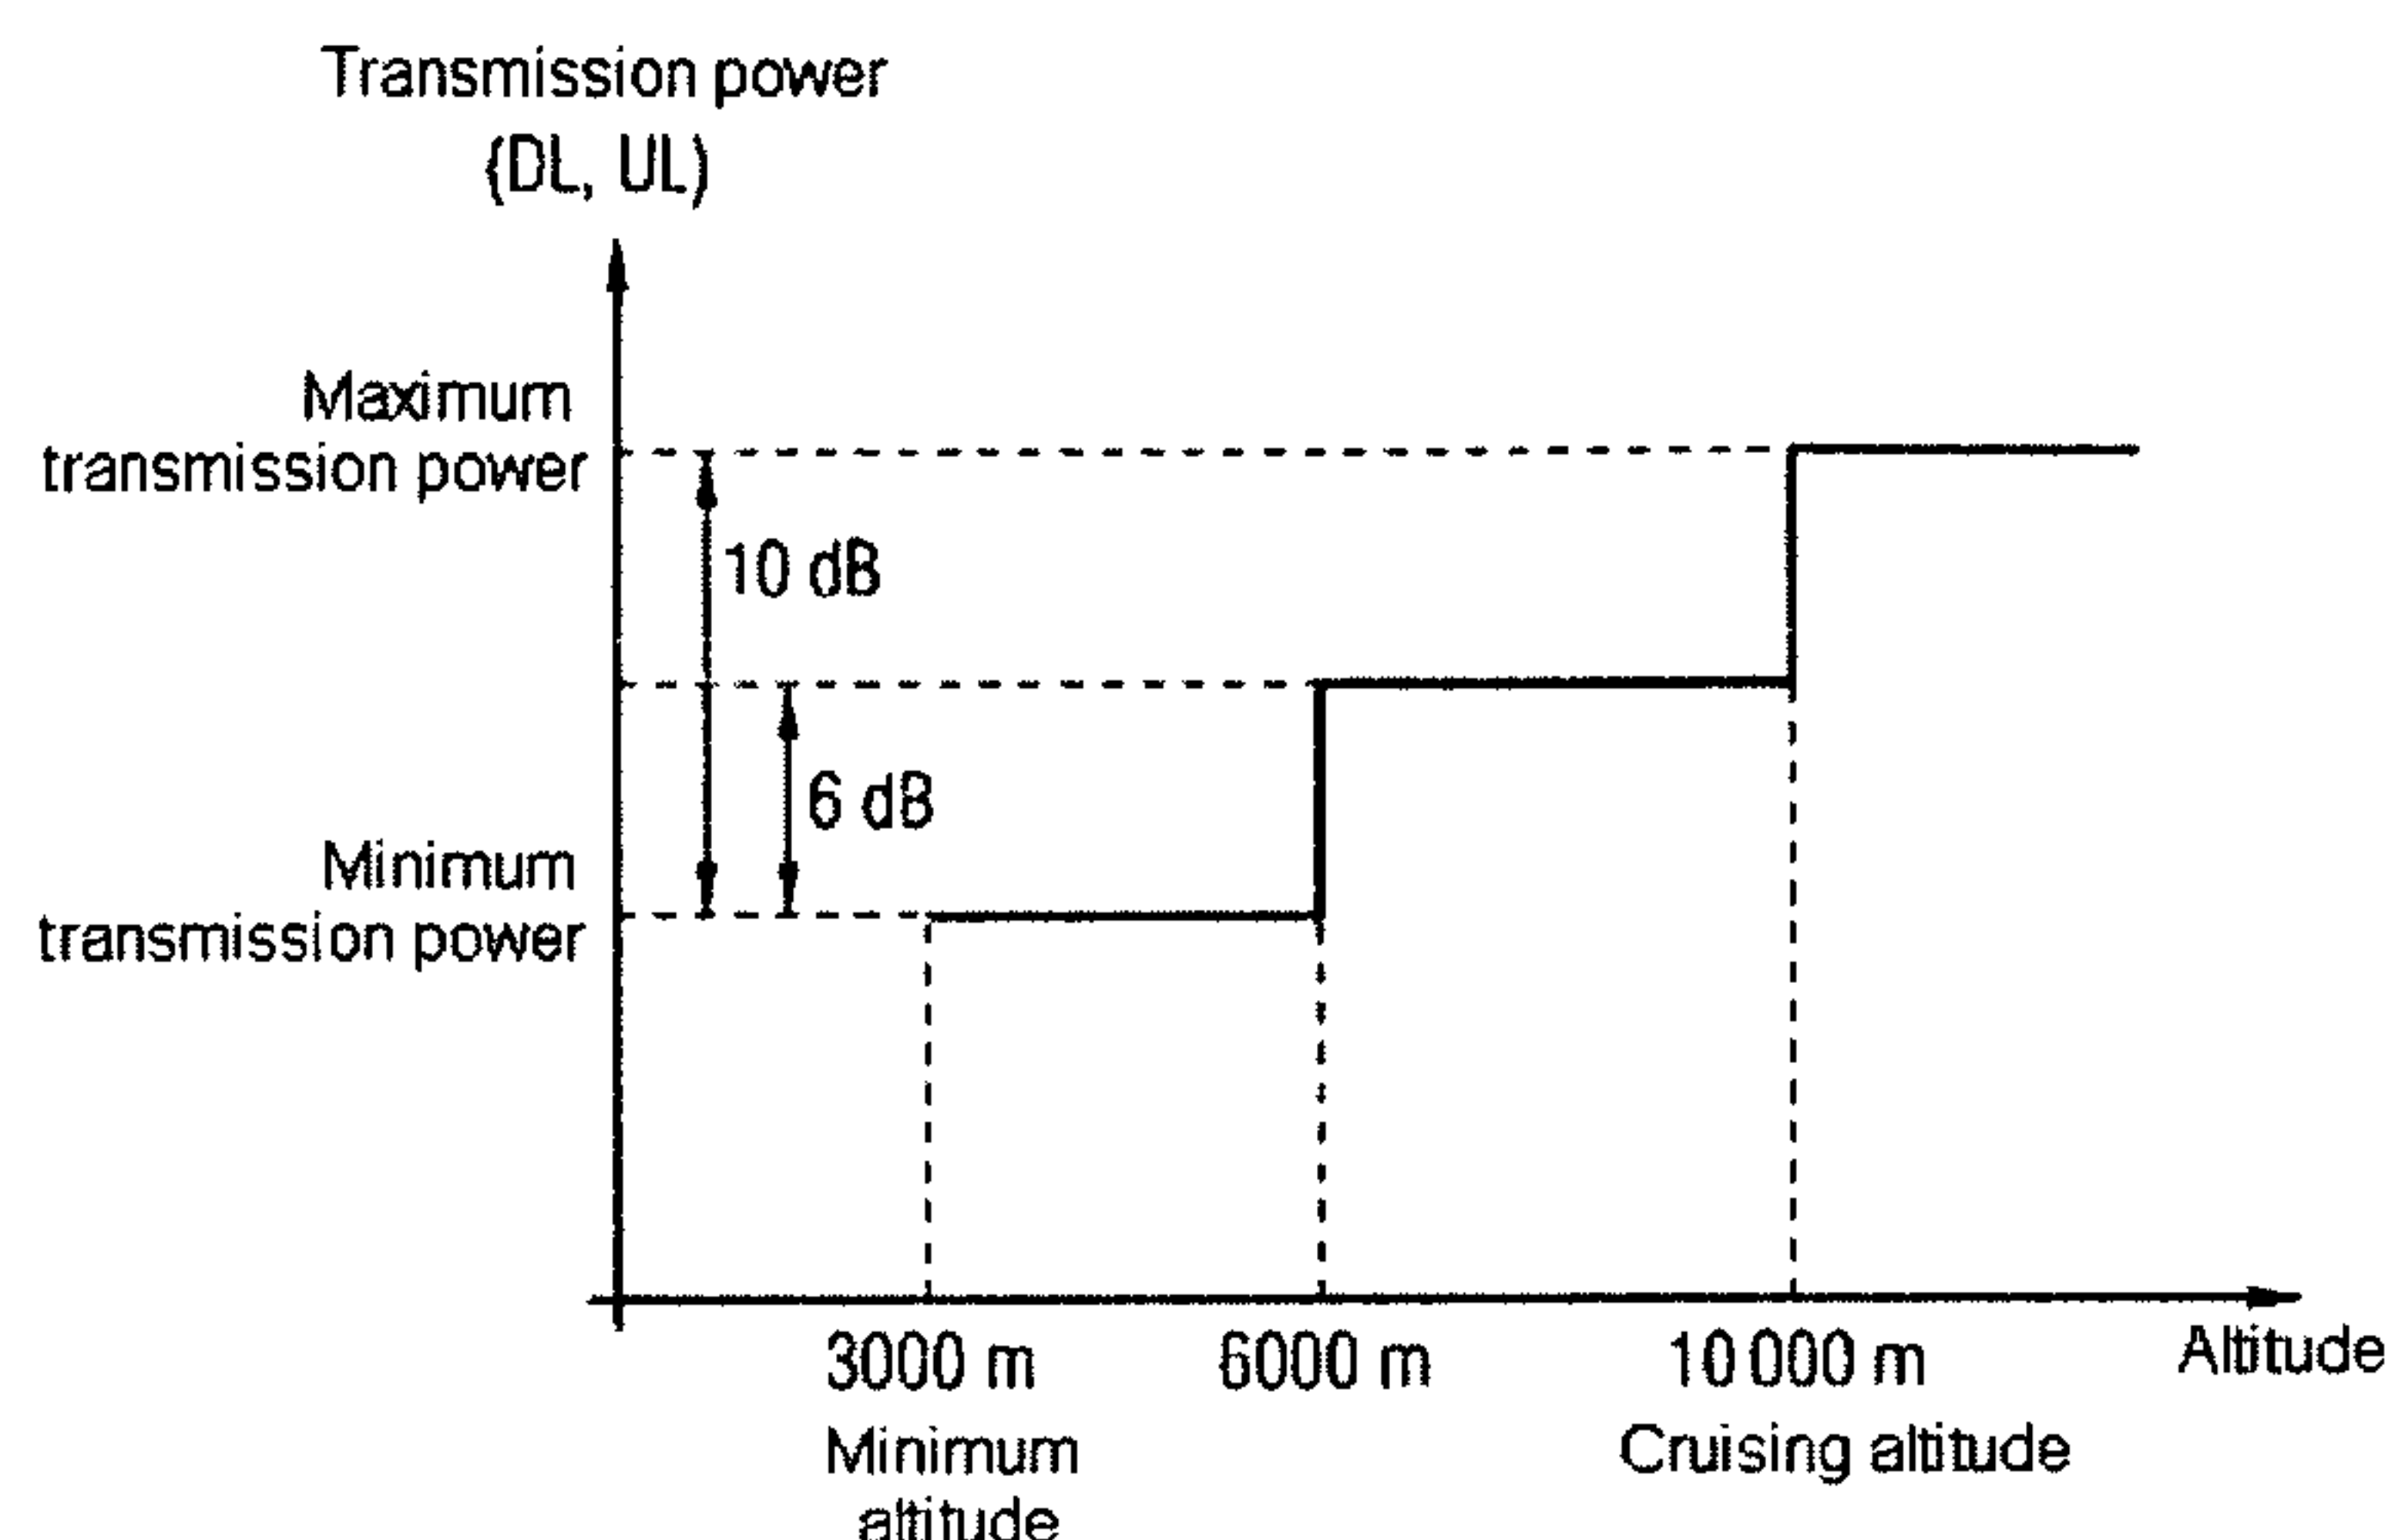 Transmission power
(DL, UL)
Maximum
transmission power
10 dB
6 dB
Minimum
transmission power
3000 m
6000 m
10 000 m
Altitude
Minimum
altitude
Cruising altitude